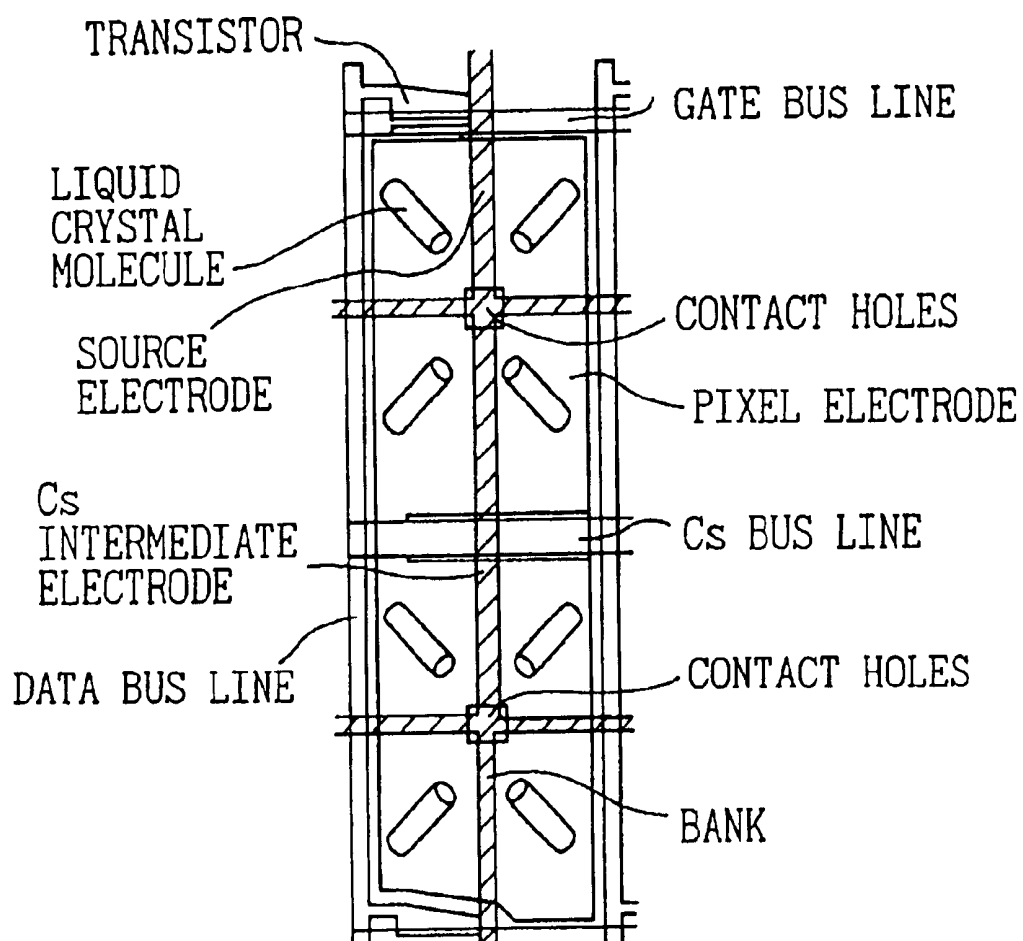 TRANSISTOR
GATE BUS LINE
LIQUID
CRYSTAL
MOLECULE
SOURCE
ELECTRODE
CONTACT HOLES
PIXEL ELECTRODE
Cs
INTERMEDIATE
ELECTRODE
Cs BUS LINE
DATA BUS LINE
CONTACT HOLES
BANK